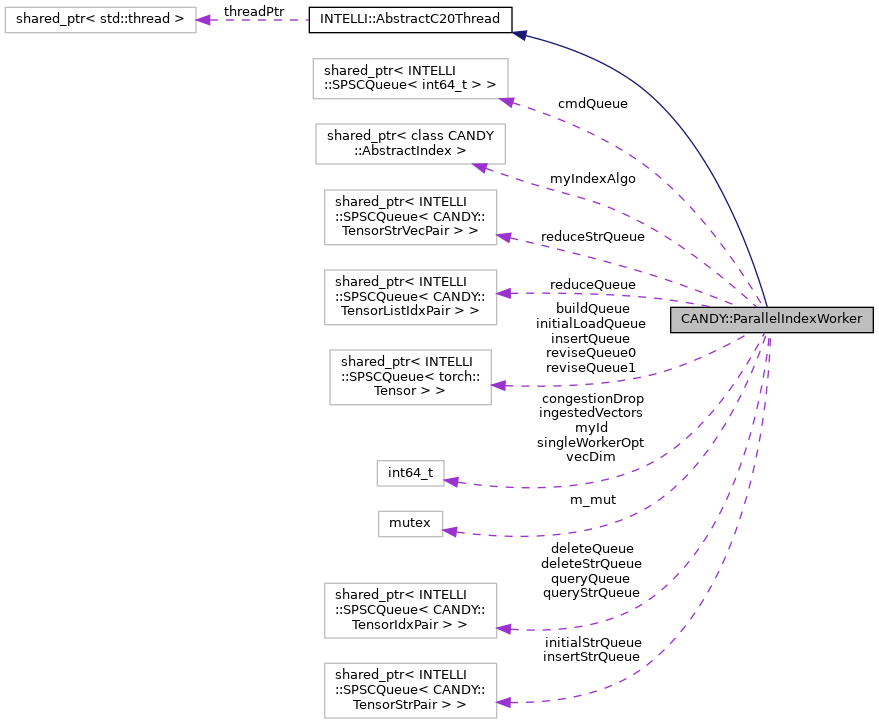 shared_ptr< std::thread >
threadPtr
INTELLI::AbstractC20Thread
shared_ptr< INTELLI
::SPSCQueue< int64_t > >
cmdQueue
shared_ptr< class CANDY
::AbstractIndex >
myIndexAlgo
shared_ptr< INTELLI
::SPSCQueue< CANDY::
TensorStrVecPair > >
reduceStrQueue
shared_ptr< INTELLI
::SPSCQueue< CANDY::
TensorListIdxPair > >
reduceQueue
CANDY::ParallelIndexWorker
buildQueue
initialLoadQueue
insertQueue
reviseQueue0
reviseQueue1
shared_ptr< INTELLI
::SPSCQueue< torch::
Tensor > >
congestionDrop
ingestedVectors
myId
singleWorkerOpt
vecDim
int64_t
m_mut
mutex
deleteQueue
deleteStrQueue
queryQueue
queryStrQueue
shared_ptr< INTELLI
::SPSCQueue< CANDY::
TensorIdxPair > >
initialStrQueue
insertStrQueue
shared_ptr< INTELLI
::SPSCQueue< CANDY::
TensorStrPair > >